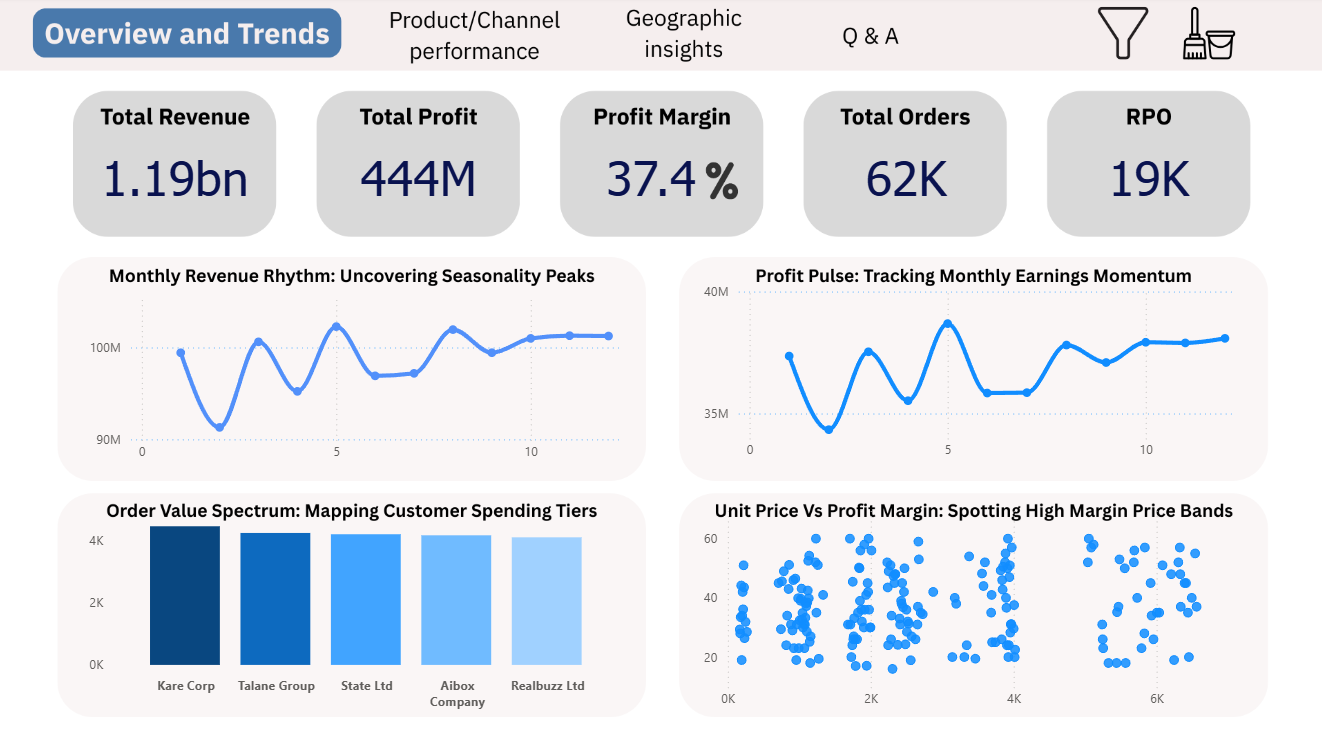 Overview and Trends
Product/Channel
performance
Geographic
insights
Q & A
Total Revenue
1.19bn
Total Profit
444M
Profit Margin
37.4 %
Total Orders
62K
RPO
19K
Monthly Revenue Rhythm: Uncovering Seasonality Peaks
100M
90M
0 5 10
Profit Pulse: Tracking Monthly Earnings Momentum
40M
35M
0 5 10
Order Value Spectrum: Mapping Customer Spending Tiers
4K
2K
0K
Kare Corp Talane Group State Ltd Aibox Realbuzz Ltd
Company
Unit Price Vs Profit Margin: Spotting High Margin Price Bands
60
40
20
0K 2K 4K 6K